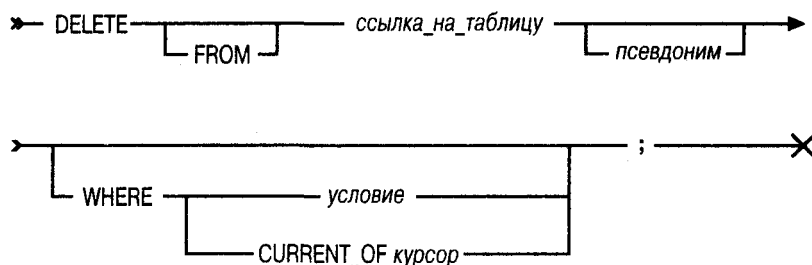 DELETE ссылка_на_таблицу
FROM псевдоним
;
WHERE условие
CURRENT OF курсор